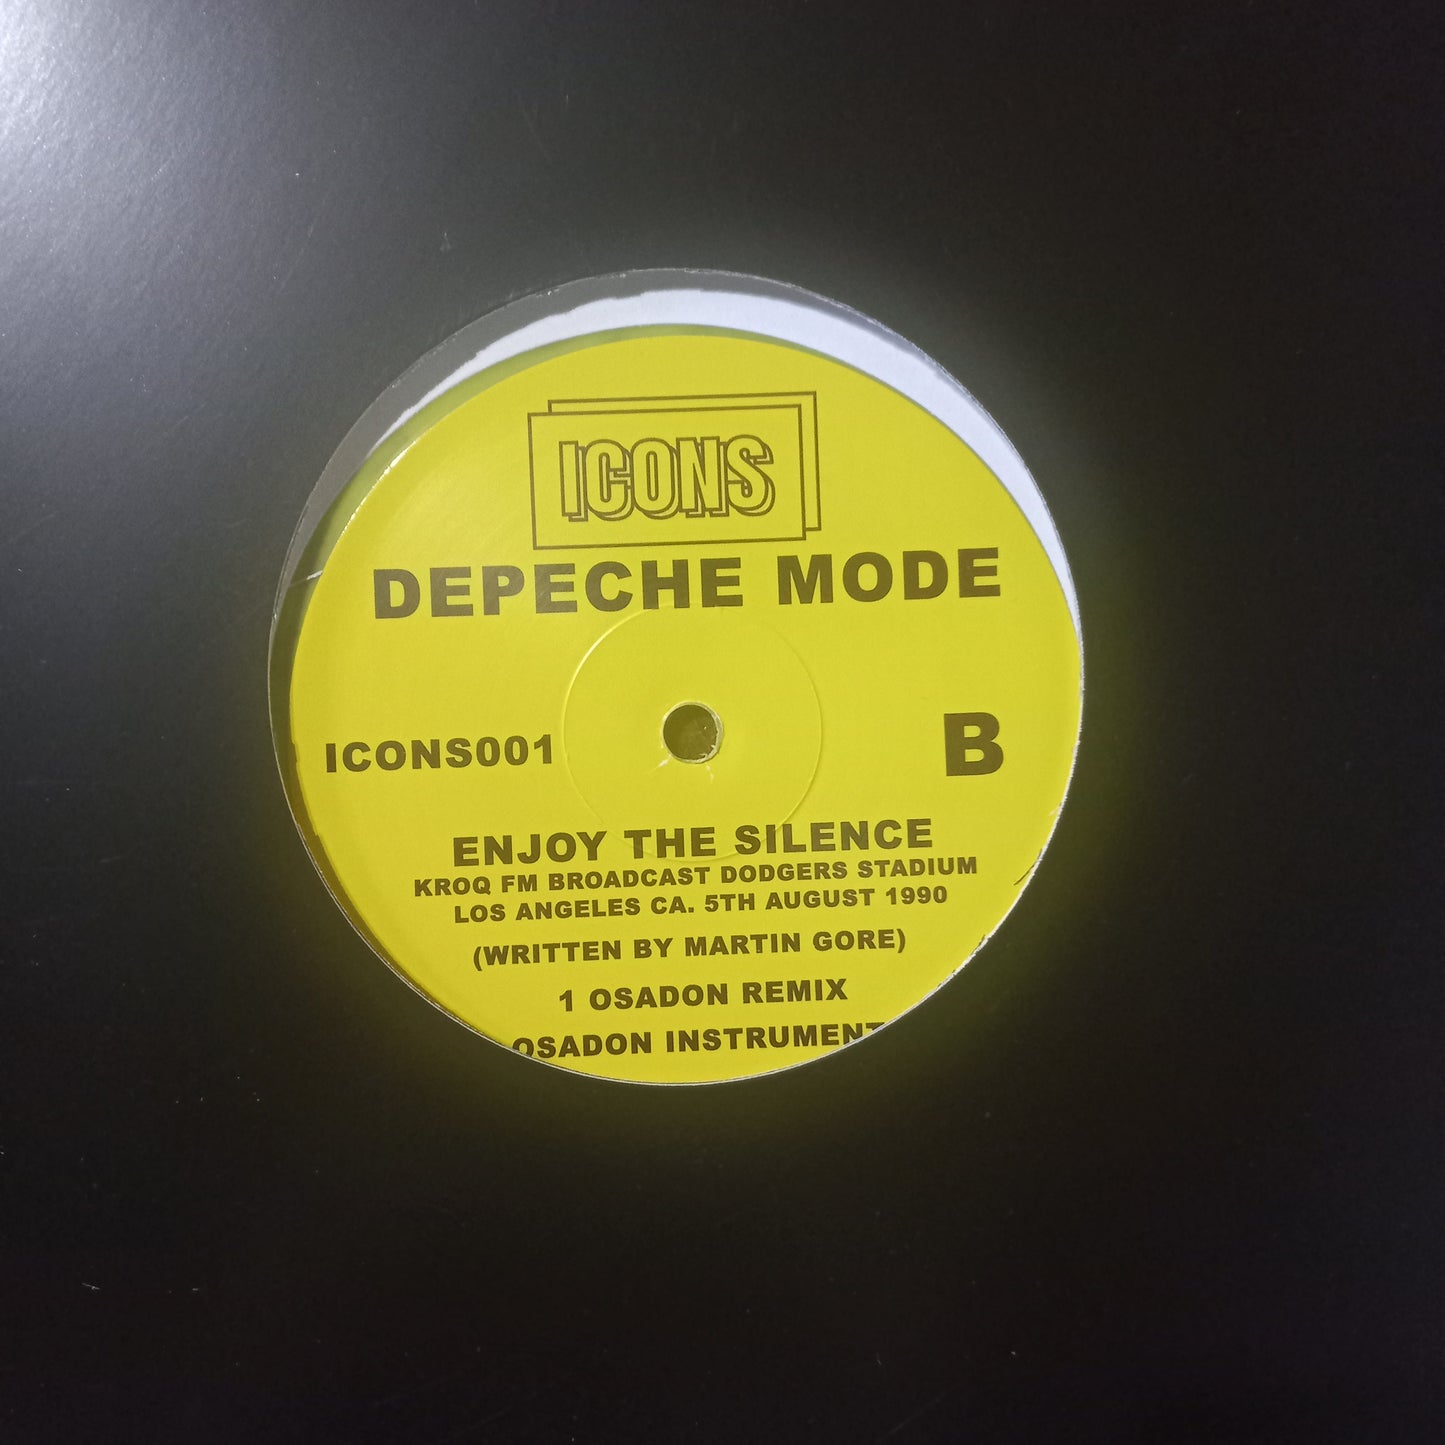 ICONS
DEPECHE MODE
ICONS001
B
ENJOY THE SILENCE
KROQ FM BROADCAST DODGERS STADIUM
LOS ANGELES CA. 5TH AUGUST 1990
(WRITTEN BY MARTIN GORE)
1 OSADON REMIX
OSADON INSTRUMENT